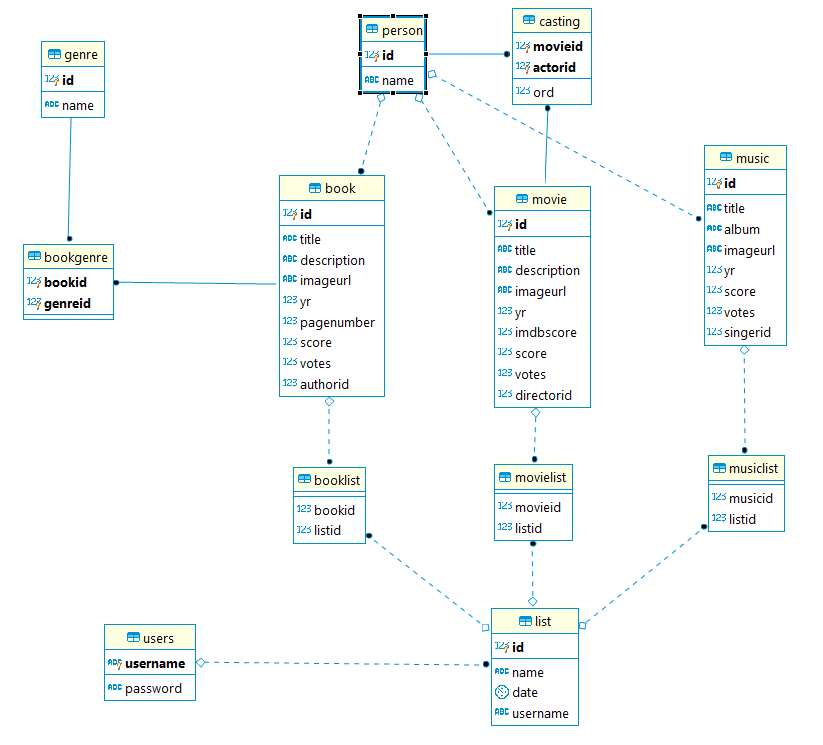 person
id
name
casting
movieid
actorid
ord
genre
id
name
music
id
title
album
imageurl
yr
score
votes
singerid
book
id
title
description
imageurl
yr
pagenumber
score
votes
authorid
movie
id
title
description
imageurl
yr
imdbscore
score
votes
directorid
bookgenre
bookid
genreid
booklist
bookid
listid
movielist
movieid
listid
musiclist
musicid
listid
users
username
password
list
id
name
date
username